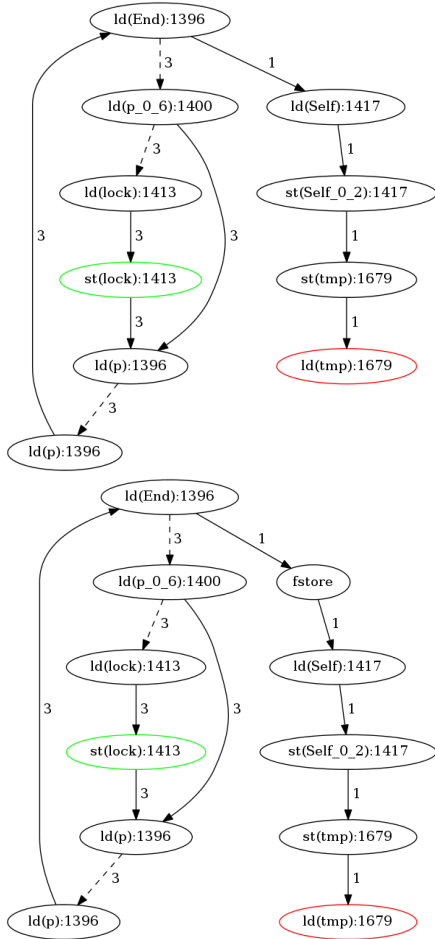 ld(End):1396
3
1
ld(p_0_6):1400
ld(Self):1417
3
1
ld(lock):1413
st(Self_0_2):1417
3
3
3
1
st(lock):1413
st(tmp):1679
3
1
ld(p):1396
ld(tmp):1679
3
ld(p):1396
ld(End):1396
3
1
ld(p_0_6):1400
fstore
3
1
ld(lock):1413
ld(Self):1417
3
3
3
1
st(lock):1413
st(Self_0_2):1417
3
1
ld(p):1396
st(tmp):1679
3
1
ld(p):1396
ld(tmp):1679